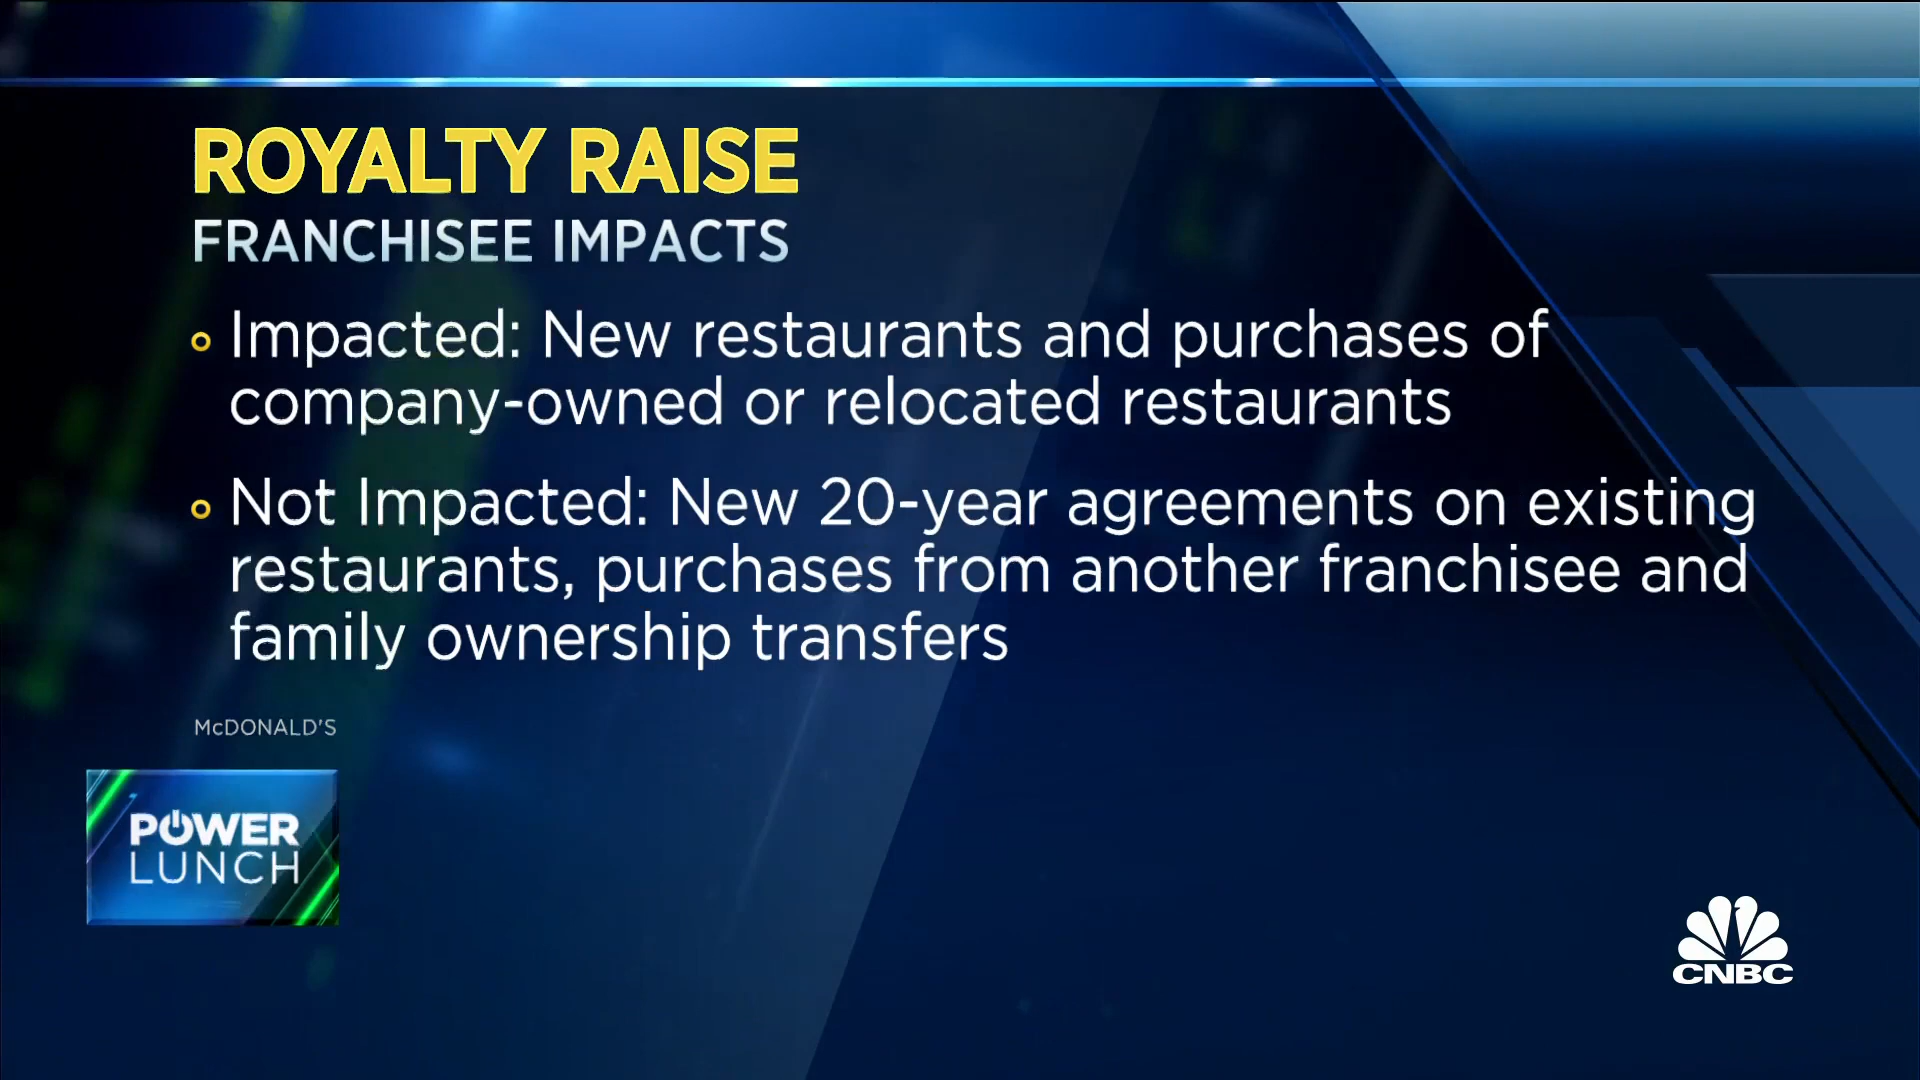 ROYALTY RAISE
FRANCHISEE IMPACTS
Impacted: New restaurants and purchases of
company-owned or relocated restaurants
Not Impacted: New 20-year agreements on existing
restaurants, purchases from another franchisee and
family ownership transfers
McDONALD'S
POWER
LUNCH
CNBC